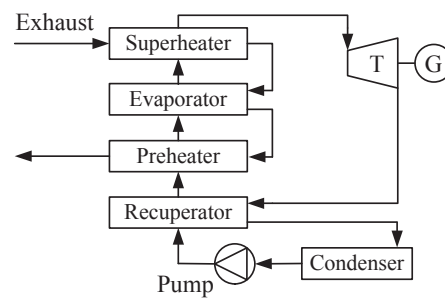 Exhaust
Superheater
T
G
Evaporator
Preheater
Recuperator
Condenser
Pump